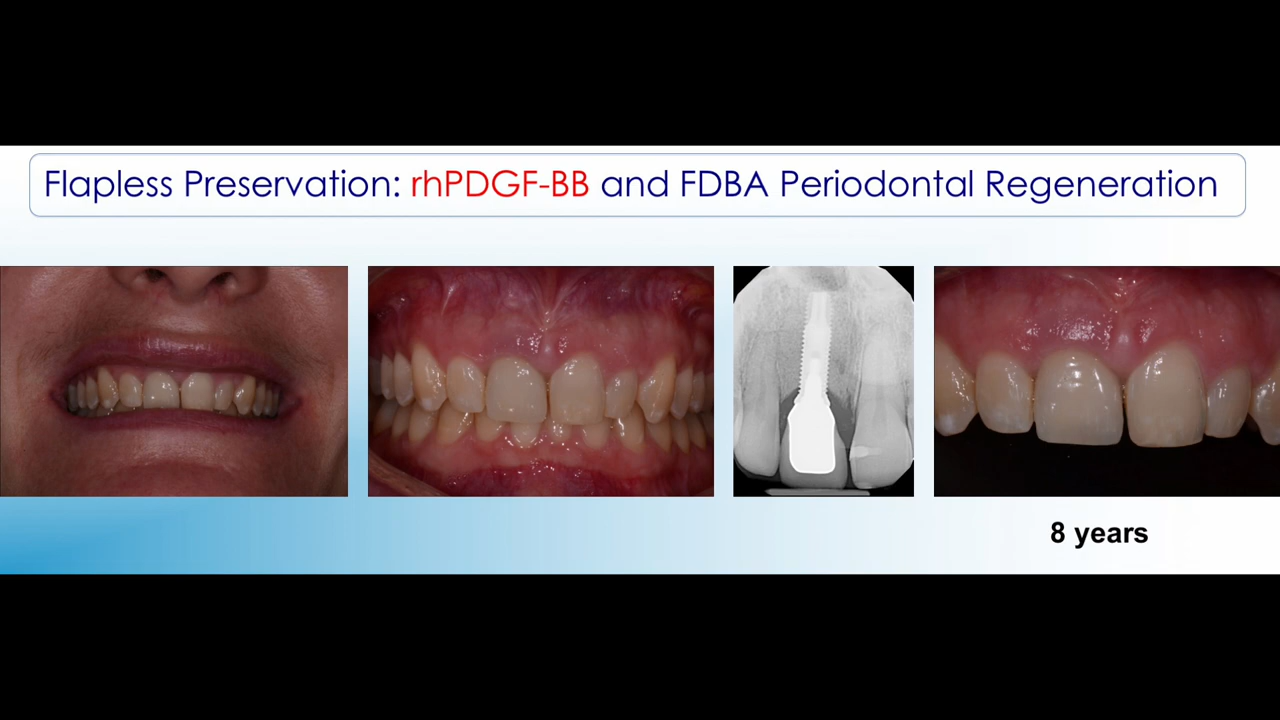 Flapless Preservation: rhPDGF-BB and FDBA Periodontal Regeneration
8 years